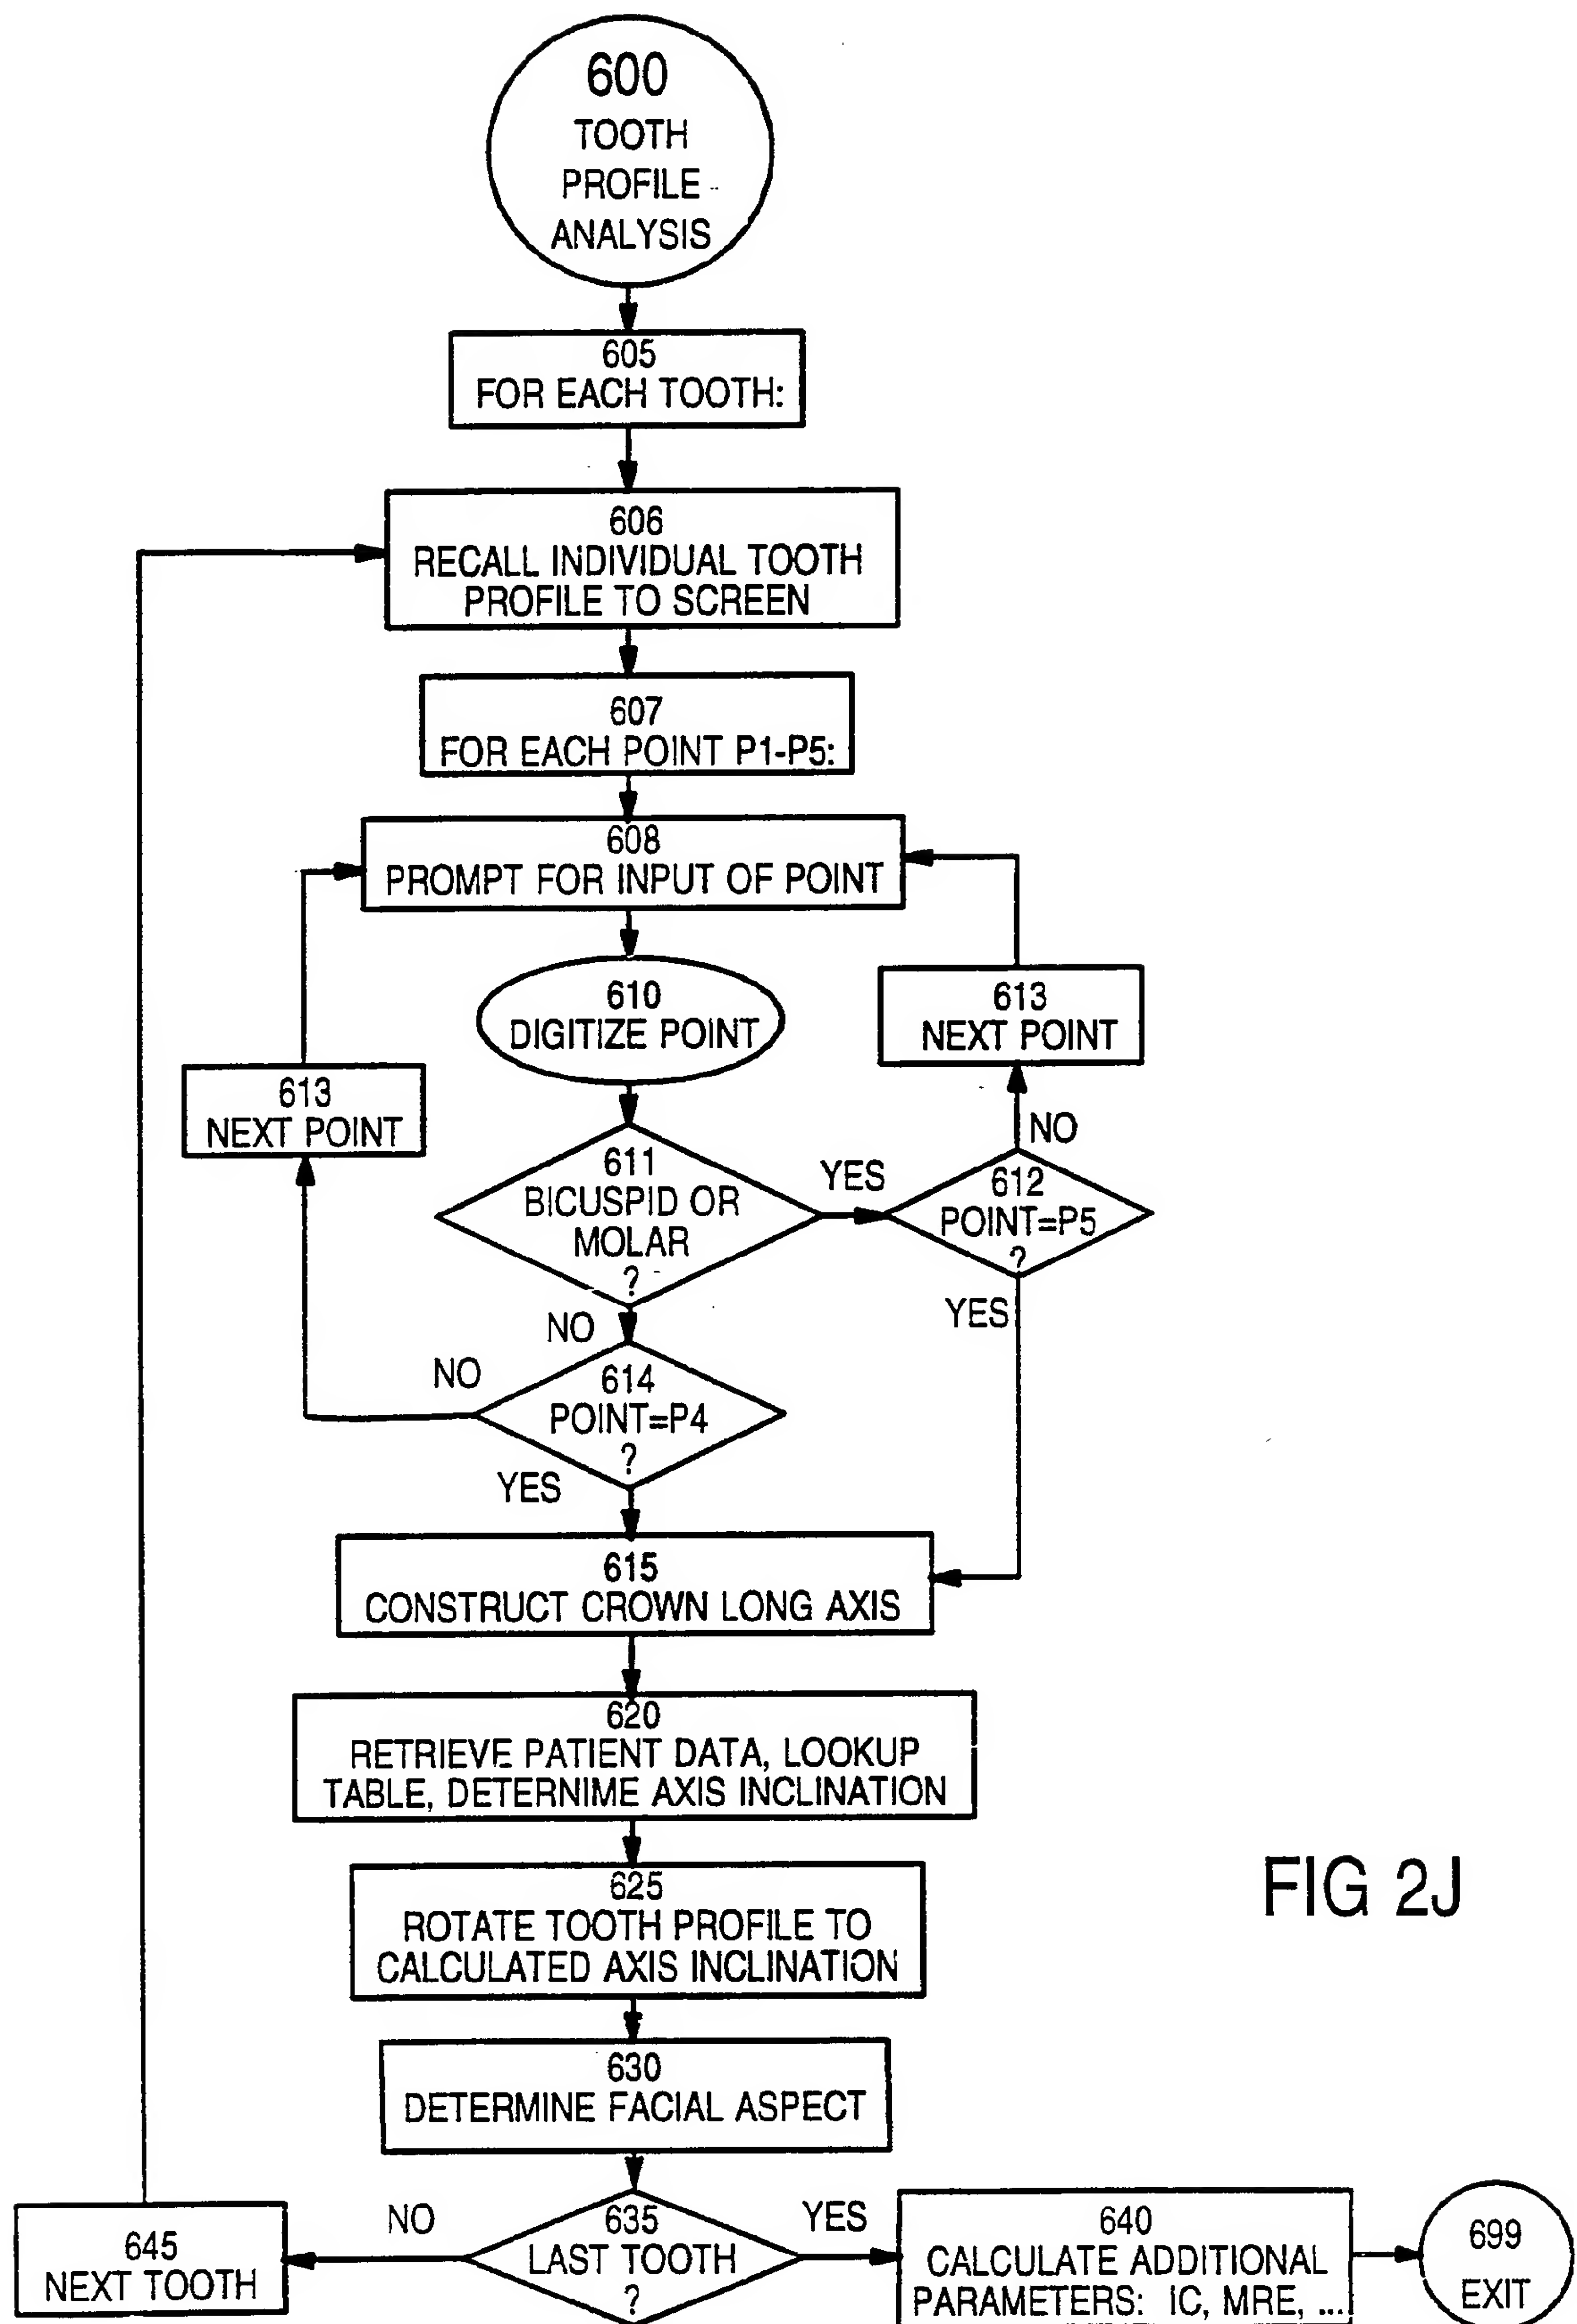 600
TOOTH
PROFILE
ANALYSIS
605
FOR EACH TOOTH:
606
RECALL INDIVIDUAL TOOTH
PROFILE TO SCREEN
607
FOR EACH POINT P1-P5:
608
PROMPT FOR INPUT OF POINT
610
DIGITIZE POINT
613
NEXT POINT
613
NEXT POINT
NO
611
BICUSPID OR
MOLAR
?
YES
612
POINT=P5
?
YES
NO
NO
614
POINT=P4
?
YES
615
CONSTRUCT CROWN LONG AXIS
620
RETRIEVE PATIENT DATA, LOOKUP
TABLE, DETERNIME AXIS INCLINATION
625
ROTATE TOOTH PROFILE TO
CALCULATED AXIS INCLINATION
FIG 2J
630
DETERMINE FACIAL ASPECT
645
NEXT TOOTH
NO
635
LAST TOOTH
?
YES
640
CALCULATE ADDITIONAL
PARAMETERS: IC, MRE, ...
699
EXIT